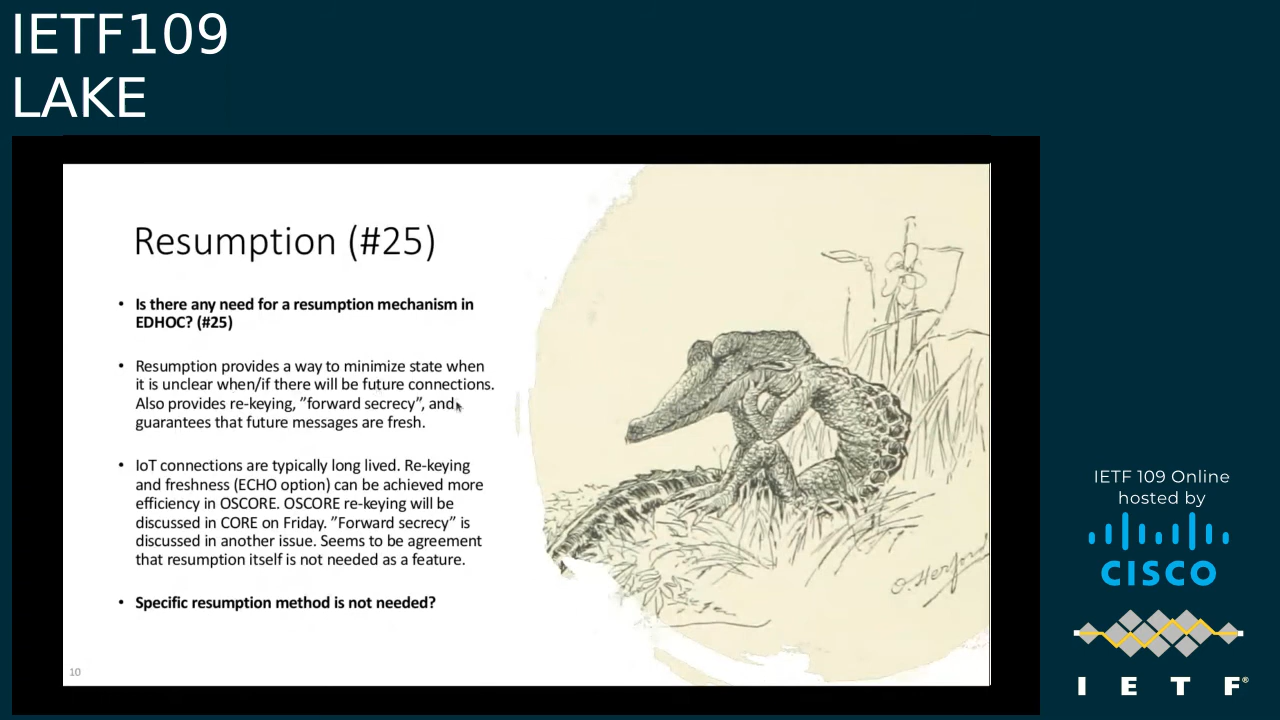 IETF109
LAKE
Resumption (#25)
• Is there any need for a resumption mechanism in
EDHOC? (#25)
• Resumption provides a way to minimize state when
it is unclear when/if there will be future connections.
Also provides re-keying, ”forward secrecy”, and
guarantees that future messages are fresh.
• IoT connections are typically long lived. Re-keying
and freshness (ECHO option) can be achieved more
efficiency in OSCORE. OSCORE re-keying will be
discussed in CORE on Friday. ”Forward secrecy” is
discussed in another issue. Seems to be agreement
that resumption itself is not needed as a feature.
• Specific resumption method is not needed?
10
O. Herford
IETF 109 Online
hosted by
CISCO
I E T F®